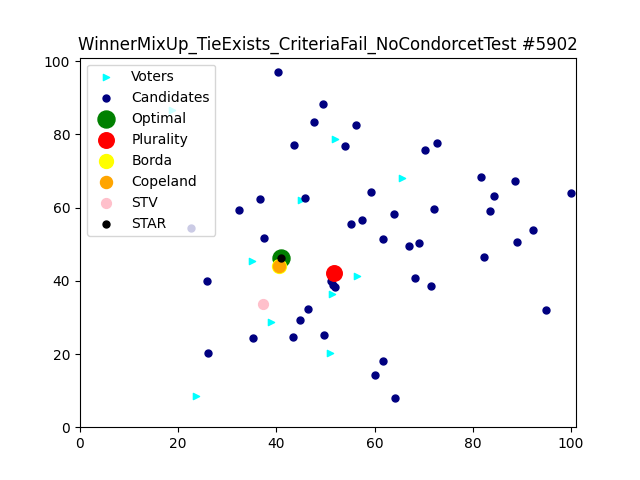 WinnerMixUp_TieExists_CriteriaFail_NoCondorcetTest #5902
100
80
60
40
20
0
Voters
Candidates
Optimal
Plurality
Borda
Copeland
STV
STAR
0 20 40 60 80 100